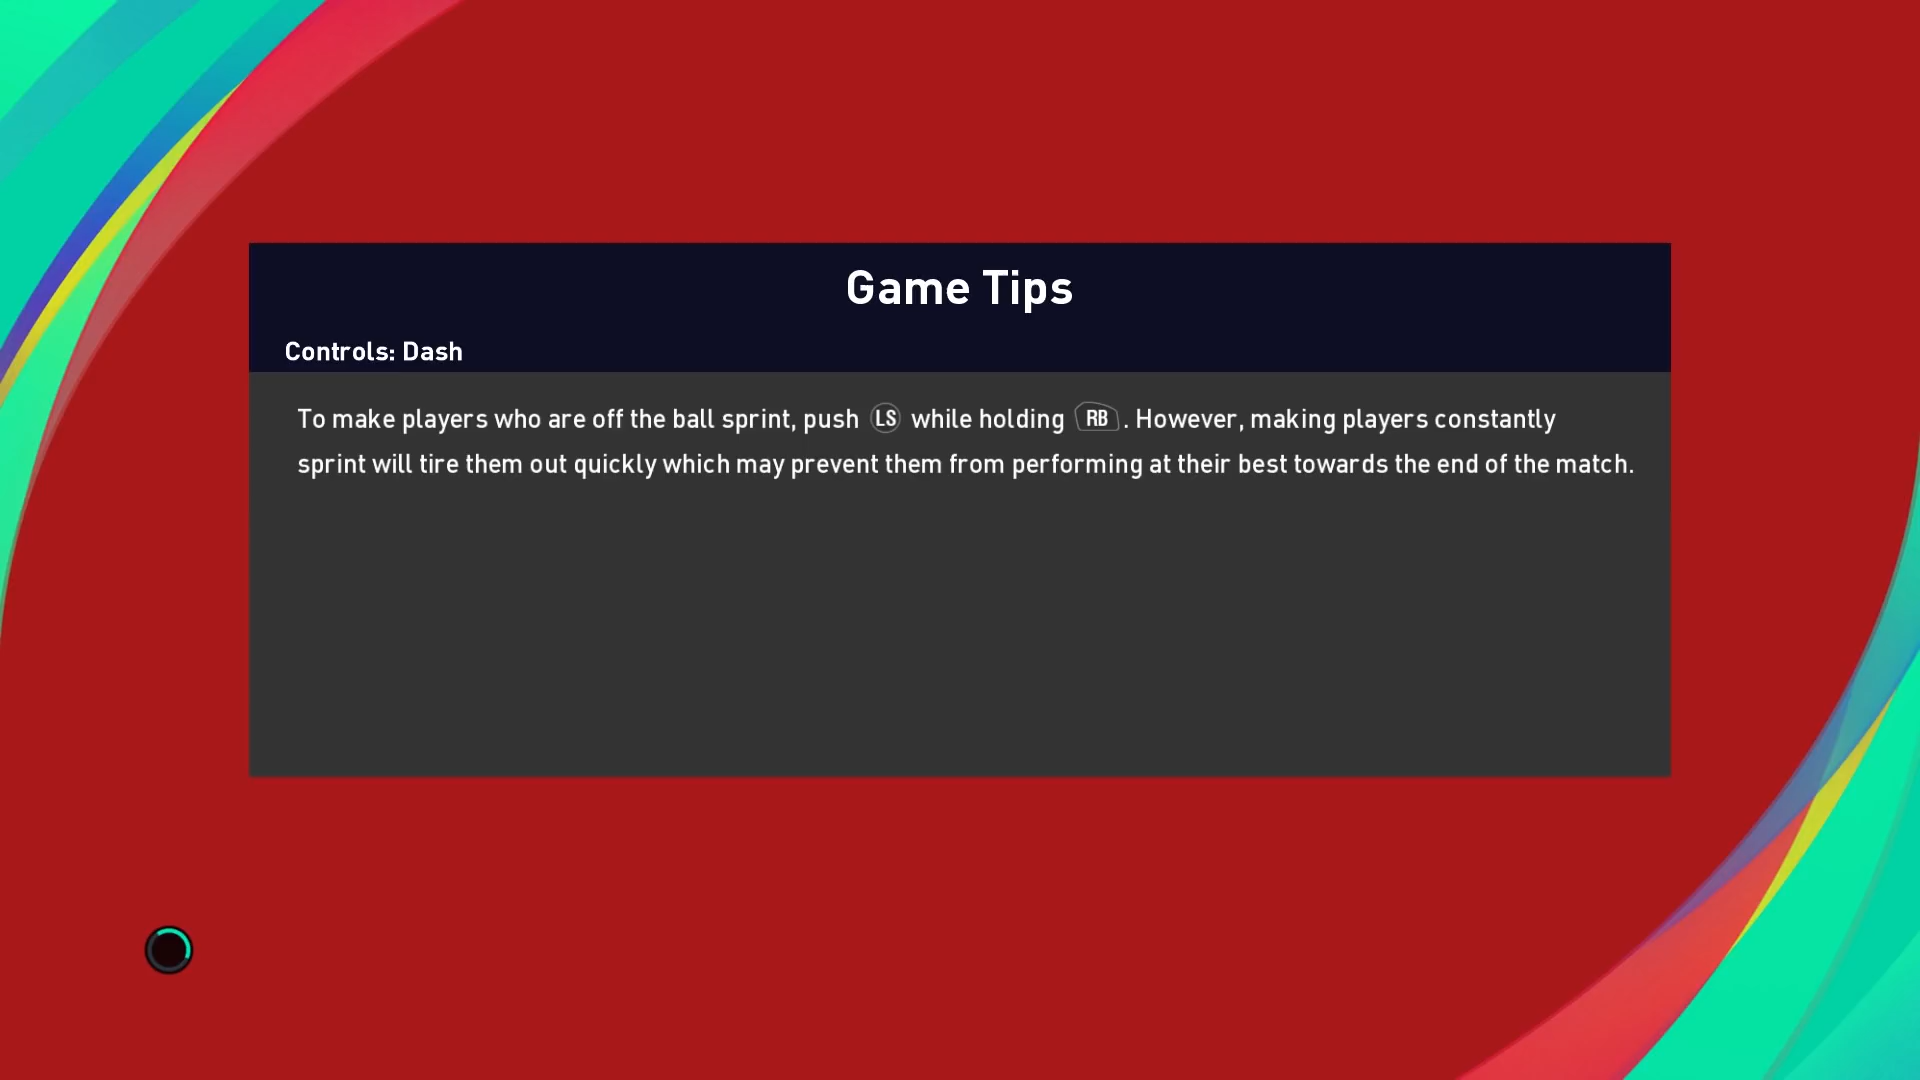 Game Tips
Controls: Dash
To make players who are off the ball sprint, push LS while holding RB. However, making players constantly
sprint will tire them out quickly which may prevent them from performing at their best towards the end of the match.